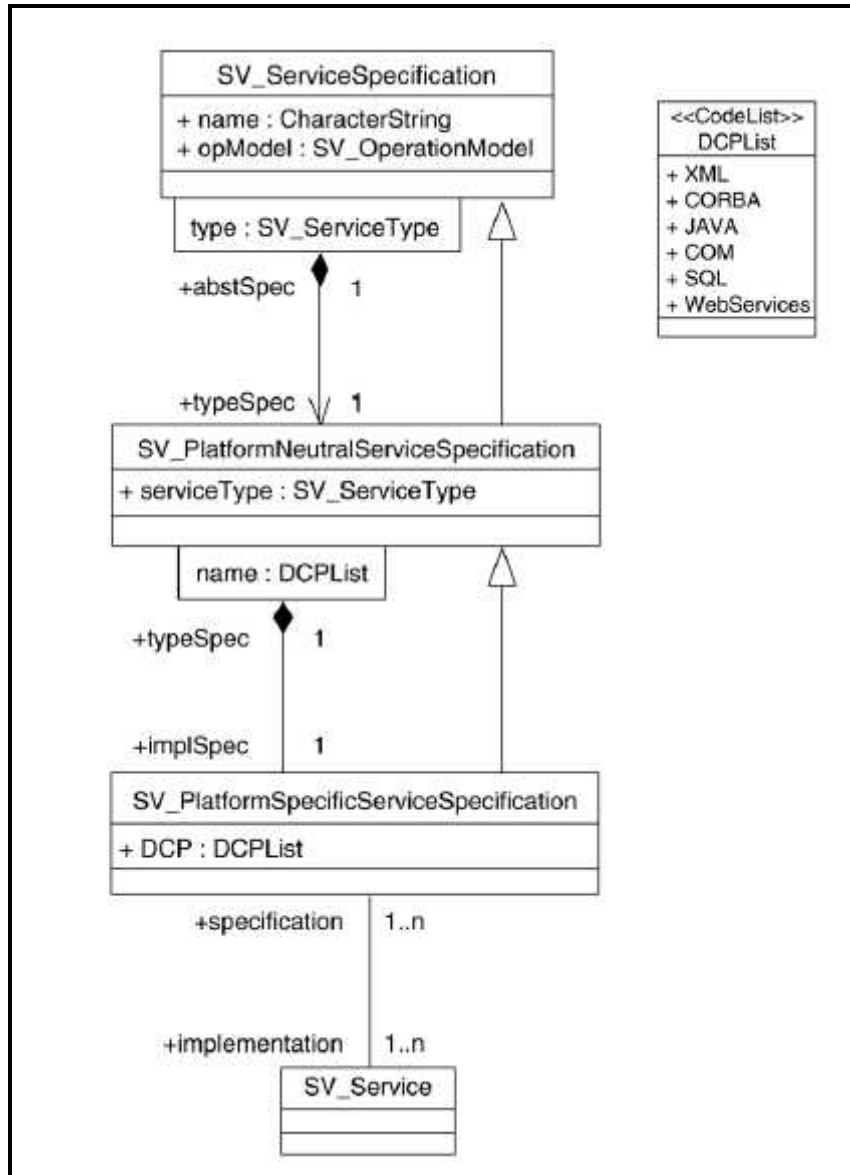 SV_ServiceSpecification
+ name : CharacterString
+ opModel : SV_OperationModel
type : SV_ServiceType
+abstSpec 1
+typeSpec 1
SV_PlatformNeutralServiceSpecification
+ serviceType : SV_ServiceType
name : DCPList
+typeSpec 1
+implSpec 1
SV_PlatformSpecificServiceSpecification
+ DCP : DCPList
+specification 1..n
+implementation 1..n
SV_Service
<<CodeList>>
DCPList
+ XML
+ CORBA
+ JAVA
+ COM
+ SQL
+ WebServices